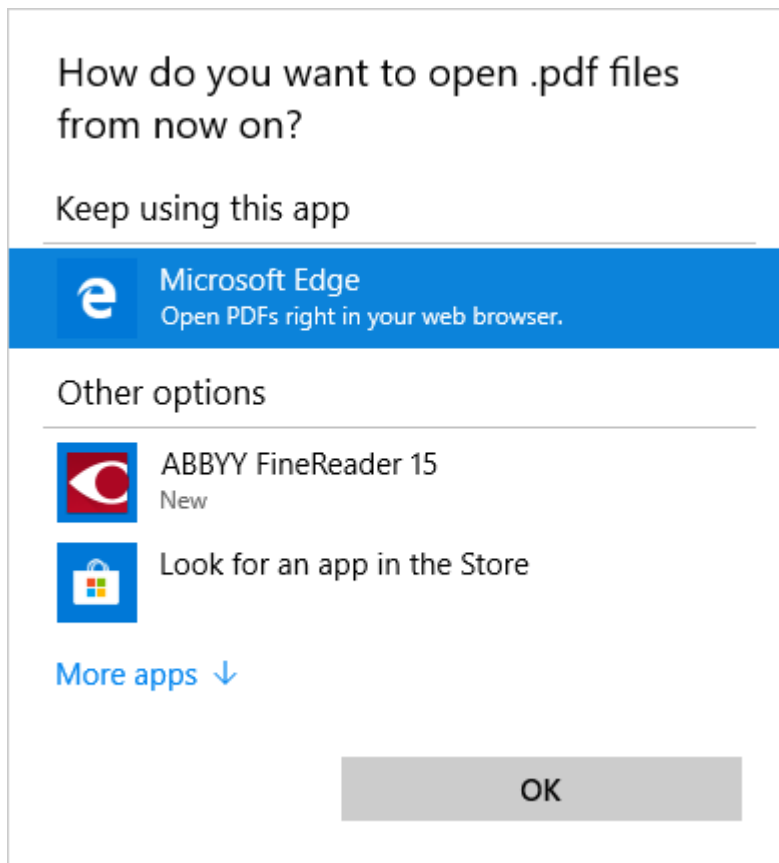 How do you want to open .pdf files
from now on?
Keep using this app
Microsoft Edge
Open PDFs right in your web browser.
Other options
ABBYY FineReader 15
New
Look for an app in the Store
More apps ↓
OK